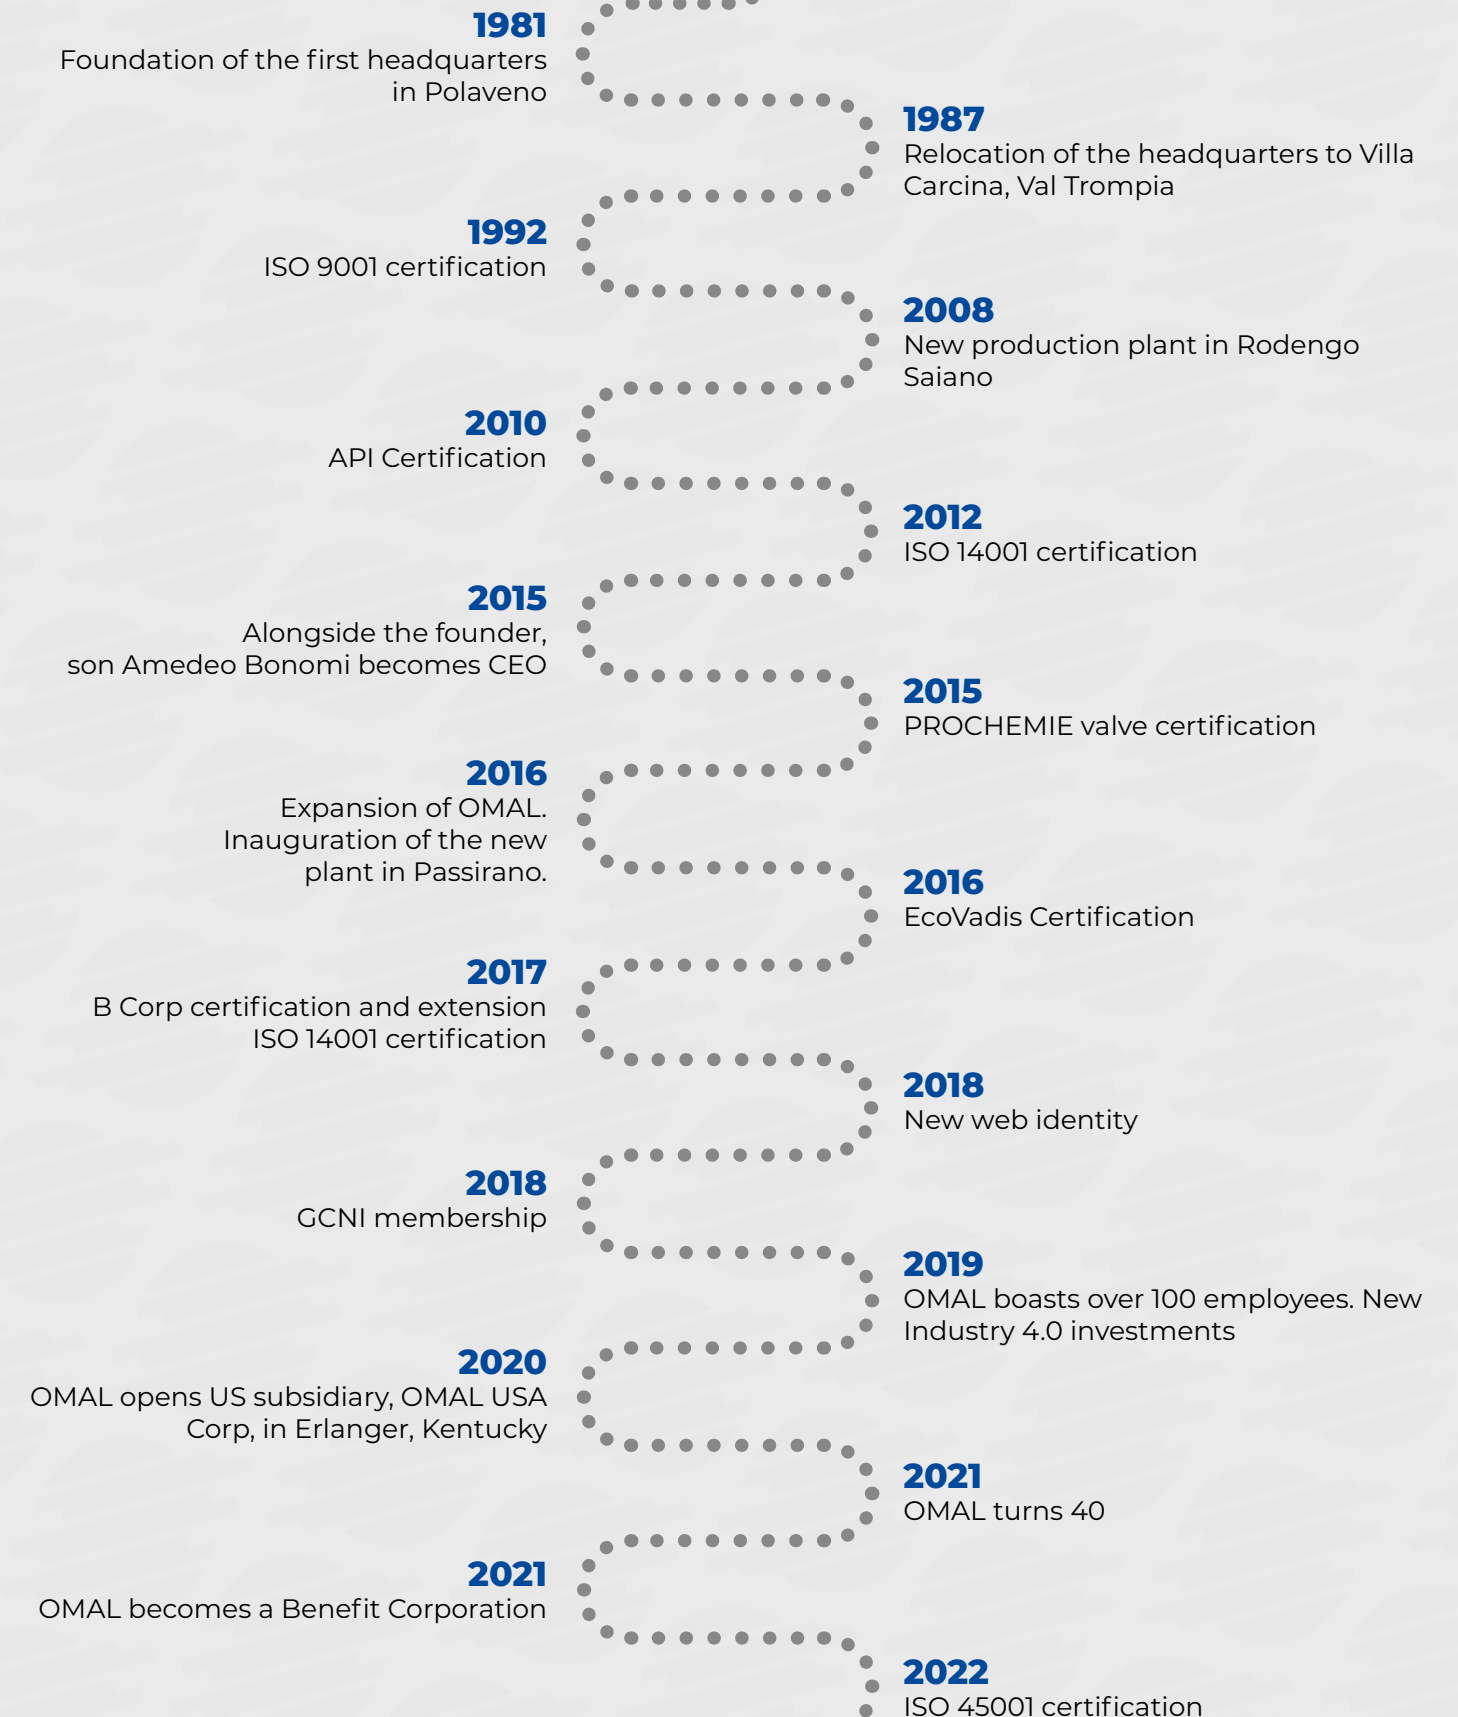 1981
Foundation of the first headquarters
in Polaveno
1987
Relocation of the headquarters to Villa
Carcina, Val Trompia
1992
ISO 9001 certification
2008
New production plant in Rodengo
Saiano
2010
API Certification
2012
ISO 14001 certification
2015
Alongside the founder,
son Amedeo Bonomi becomes CEO
2015
PROCHEMIE valve certification
2016
Expansion of OMAL.
Inauguration of the new
plant in Passirano.
2016
EcoVadis Certification
2017
B Corp certification and extension
ISO 14001 certification
2018
New web identity
2018
GCNI membership
2019
OMAL boasts over 100 employees. New
Industry 4.0 investments
2020
OMAL opens US subsidiary, OMAL USA
Corp, in Erlanger, Kentucky
2021
OMAL turns 40
2021
OMAL becomes a Benefit Corporation
2022
ISO 45001 certification